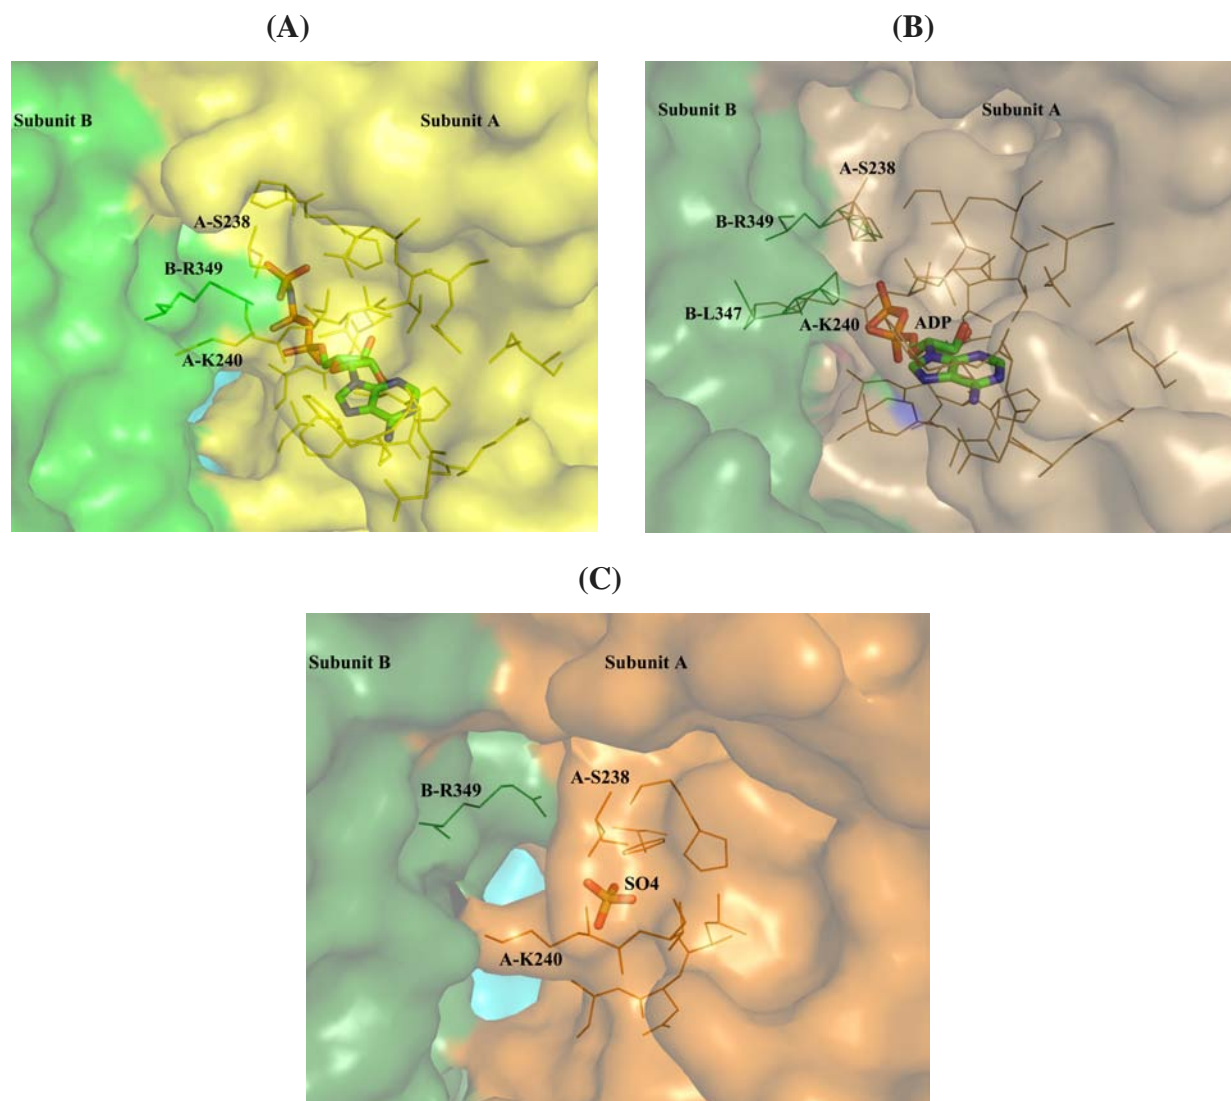 (A)
Subunit B
Subunit A
A-S238
B-R349
A-K240
(B)
Subunit B
Subunit A
A-S238
B-R349
B-L347
A-K240
ADP
(C)
Subunit B
Subunit A
B-R349
A-S238
SO4
A-K240